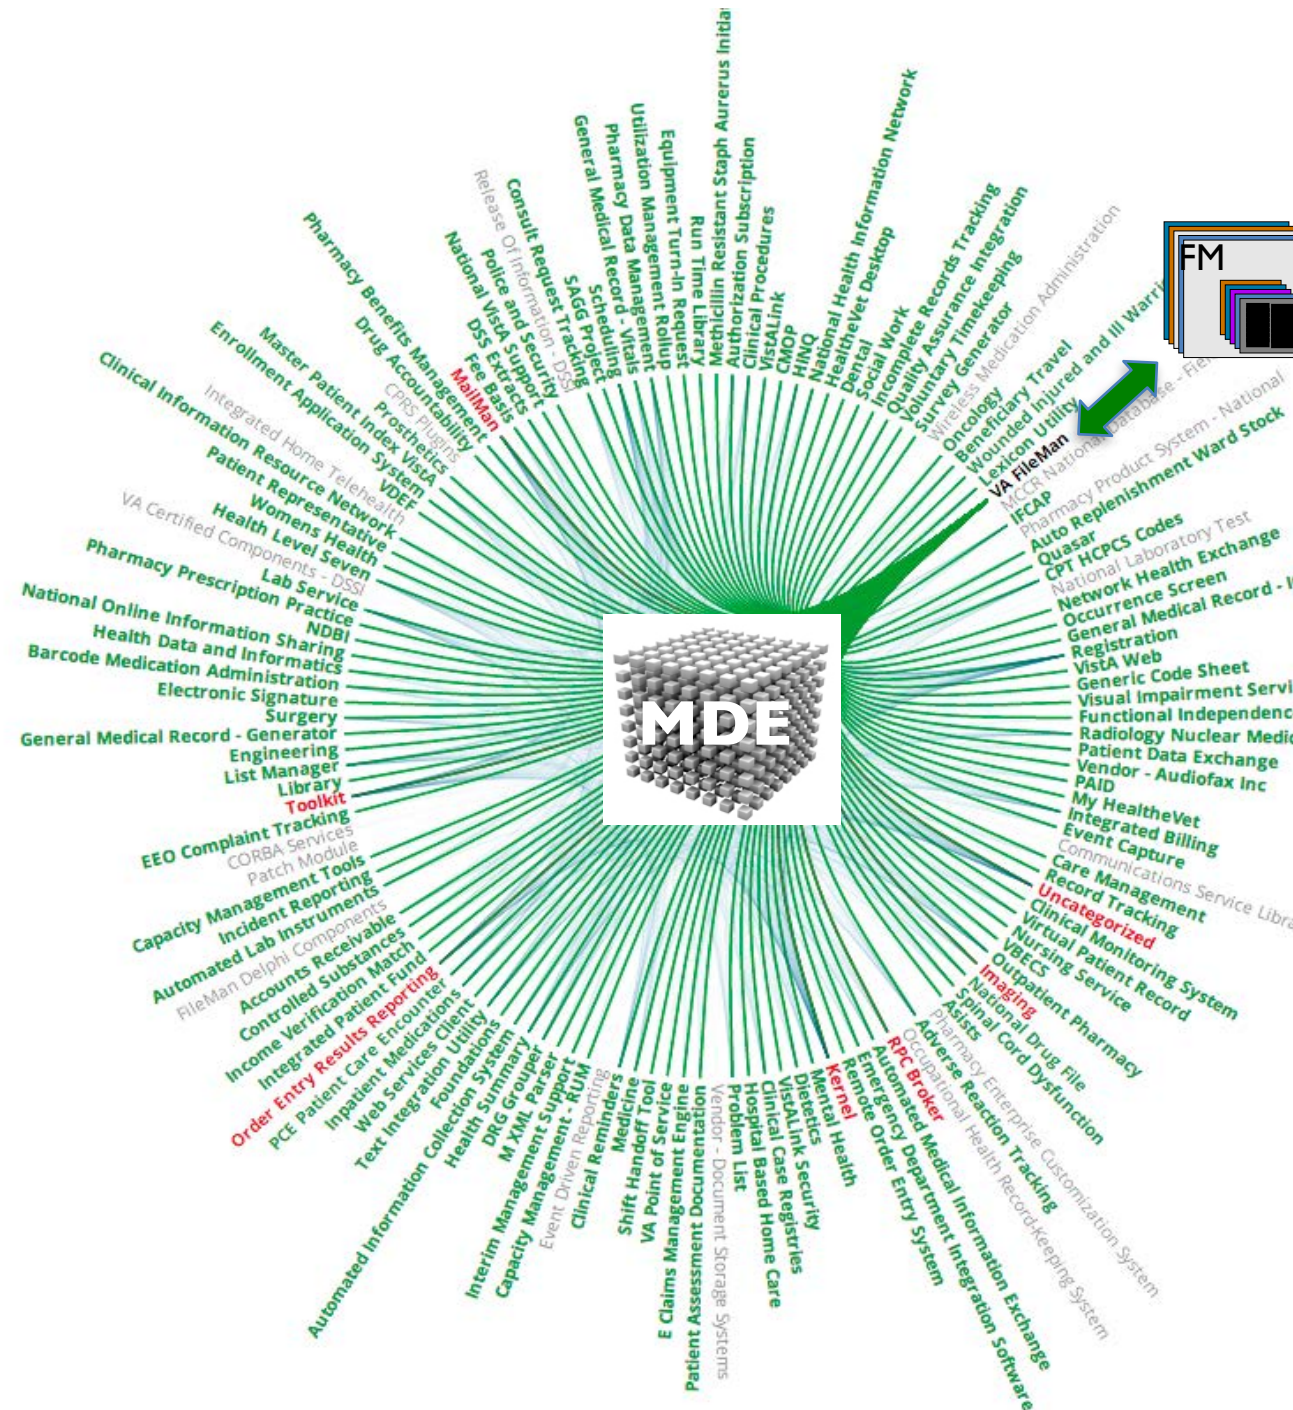 Methicillin Resistant Staph Aurerus Initia
Authorization Subscription
Clinical Procedures
VistALink
CMOP
HINQ
National Health Information Network
HealtheVet Desktop
Dental
Social Work
Incomplete Records Tracking
Quality Assurance Integration
Voluntary Timekeeping
Survey Generator
Wireless Medication Administration
Oncology
Beneficiary Travel
Wounded Injured and Ill Warri
Lexicon Utility
VA FileMan
FM
MCCR National Database - Fie
IFCAP
Pharmacy Product System - National
Auto Replenishment Ward Stock
Quasar
CPT HCPCS Codes
National Laboratory Test
Network Health Exchange
Occurrence Screen
General Medical Record - I
Registration
VistA Web
Generic Code Sheet
Visual Impairment Servi
Functional Independence
Radiology Nuclear Medic
Patient Data Exchange
Vendor - Audiofax Inc
PAID
My HealtheVet
Integrated Billing
Event Capture
Communications Service Libra
Care Management
Record Tracking
Uncategorized
Clinical Monitoring System
Virtual Patient Record
Nursing Service
VBECS
Outpatient Pharmacy
Imaging
National Drug File
Spinal Cord Dysfunction
Asists
Pharmacy Enterprise Customization System
Adverse Reaction Tracking
Occupational Health Record-Keeping System
RPC Broker
Automated Medical Information Exchange
Emergency Department Integration Software
Remote Order Entry System
Kernel
Mental Health
Dietetics
VistALink Security
Clinical Case Registries
Hospital Based Home Care
Problem List
Vendor - Document Storage Systems
Patient Assessment Documentation
E Claims Management Engine
VA Point of Service
Shift Handoff Tool
Medicine
Clinical Reminders
Event Driven Reporting
Capacity Management - RUM
Interim Management Support
M XML Parser
DRG Grouper
Health Summary
Automated Information Collection System
Foundations
Text Integration Utility
Web Services Client
Inpatient Medications
PCE Patient Care Encounter
Order Entry Results Reporting
Integrated Patient Fund
Income Verification Match
Controlled Substances
Accounts Receivable
FileMan Delphi Components
Automated Lab Instruments
Incident Reporting
Capacity Management Tools
Patch Module
CORBA Services
EEO Complaint Tracking
Toolkit
Library
List Manager
Engineering
General Medical Record - Generator
Surgery
Electronic Signature
Barcode Medication Administration
Health Data and Informatics
National Online Information Sharing
NDBI
Pharmacy Prescription Practice
Lab Service
VA Certified Components - DSSI
Health Level Seven
Womens Health
Patient Representative
Clinical Information Resource Network
Integrated Home Telehealth
VDEF
Enrollment Application System
Master Patient Index VistA
Prosthetics
CPRS Plugins
Drug Accountability
Pharmacy Benefits Management
MailMan
Fee Basis
DSS Extracts
National VistA Support
Police and Security
Release Of Information - DSSI
Consult Request Tracking
SAGG Project
Scheduling
General Medical Record - Vitals
Pharmacy Data Management
Utilization Management Rollup
Equipment Turn-In Request
Run Time Library
MDE